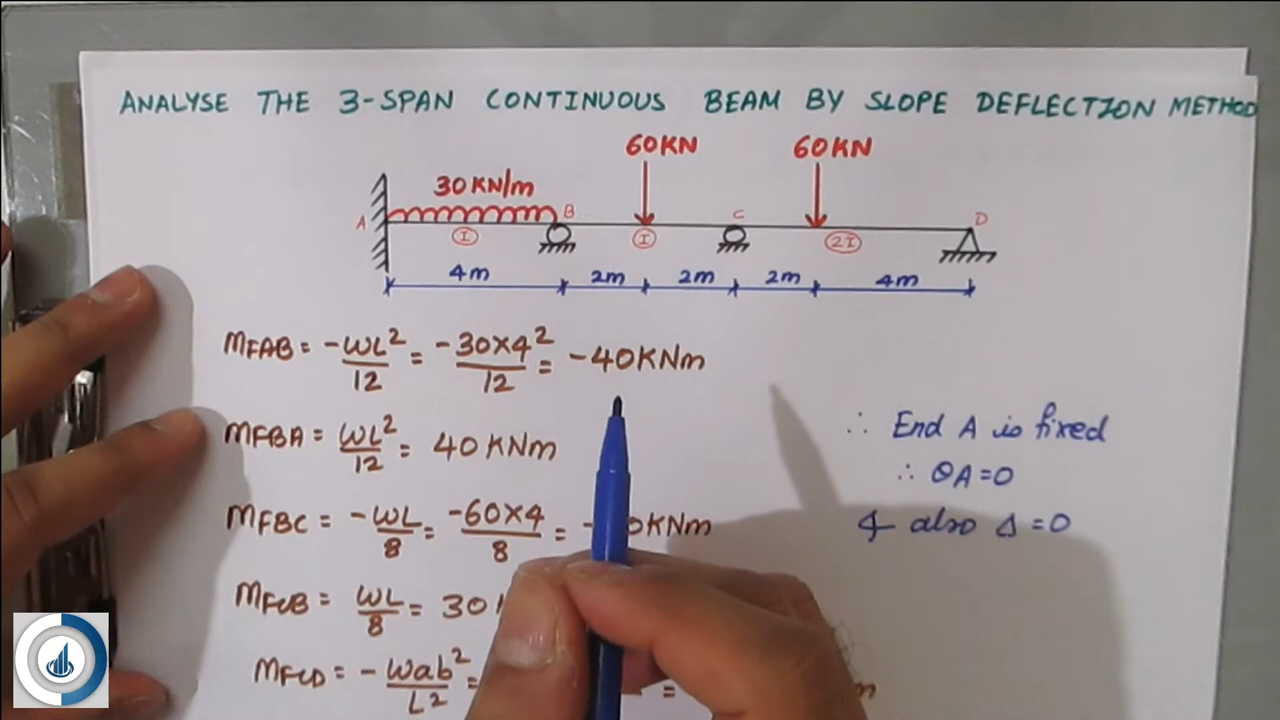 ANALYSE THE 3-SPAN CONTINUOUS BEAM BY SLOPE DEFLECTION METHOD
60KN 60KN
30KN/m
A B C D
I I 2I
4m 2m 2m 2m 4m
MFAB = -WL²/12 = -30×4²/12 = -40KNm
MFBA = WL²/12 = 40KNm
MFBC = -WL/8 = -60×4/8 = - 0KNm
MFCB = WL/8 = 30
MFCD = -Wab²/L² = = m
∴ End A is fixed
∴ θA=0
& also Δ=0